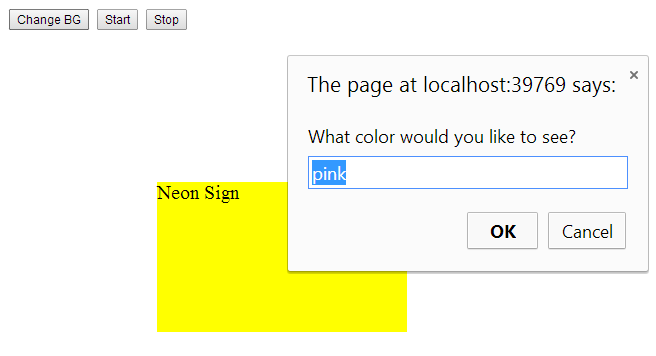 Change BG Start Stop
The page at localhost:39769 says: ×
What color would you like to see?
pink
Neon Sign
OK Cancel